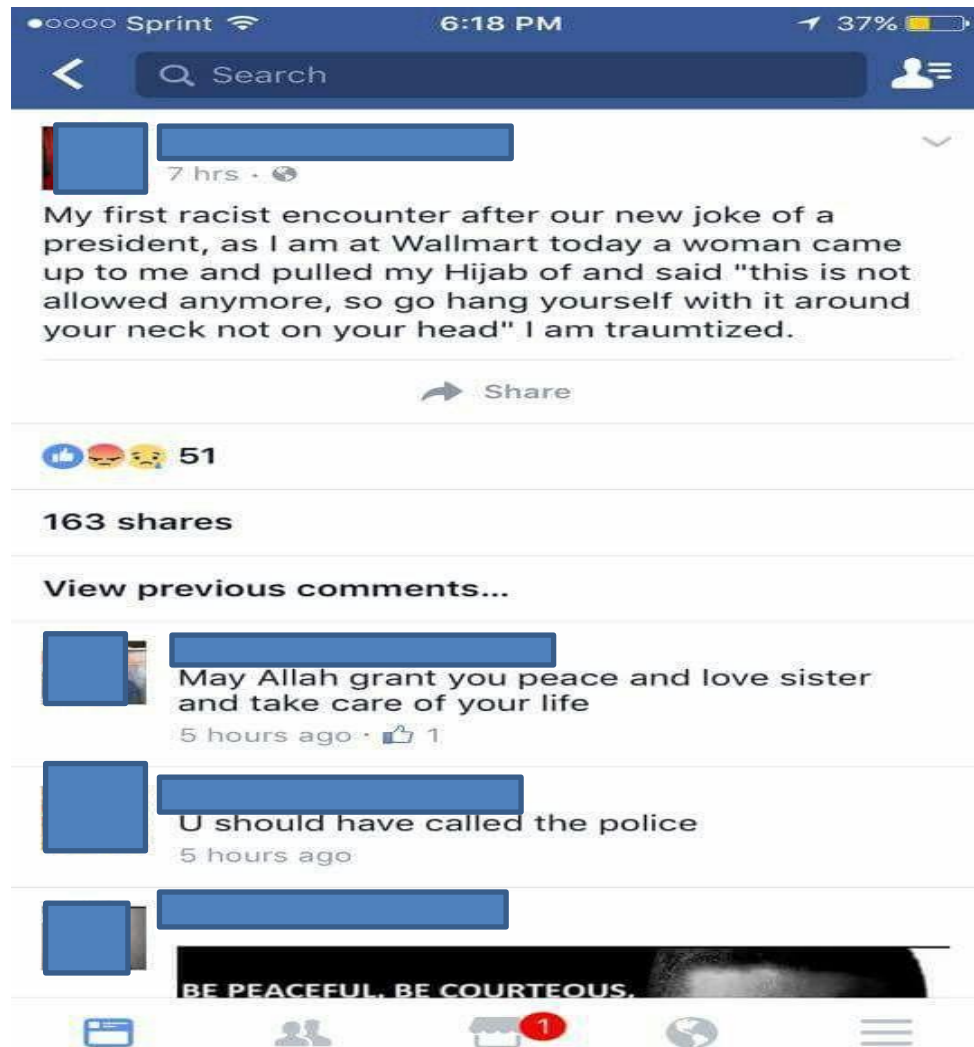 Sprint 6:18 PM 37%
Search
7 hrs ·
My first racist encounter after our new joke of a
president, as I am at Wallmart today a woman came
up to me and pulled my Hijab of and said "this is not
allowed anymore, so go hang yourself with it around
your neck not on your head" I am traumtized.
Share
51
163 shares
View previous comments...
May Allah grant you peace and love sister
and take care of your life
5 hours ago · 1
U should have called the police
5 hours ago
BE PEACEFUL, BE COURTEOUS,
1